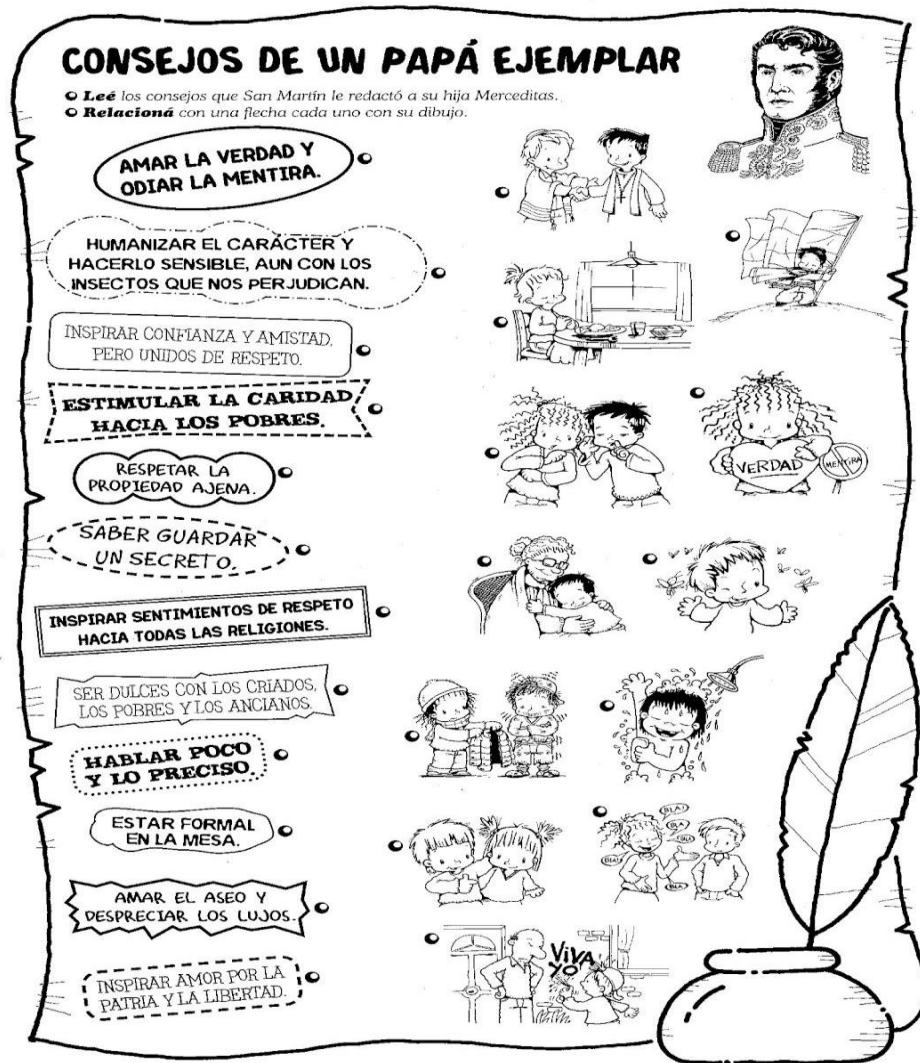 CONSEJOS DE UN PAPÁ EJEMPLAR
Leé los consejos que San Martín le redactó a su hija Merceditas.
Relacioná con una flecha cada uno con su dibujo.
AMAR LA VERDAD Y
ODIAR LA MENTIRA.
HUMANIZAR EL CARÁCTER Y
HACERLO SENSIBLE, AUN CON LOS
INSECTOS QUE NOS PERJUDICAN.
INSPIRAR CONFIANZA Y AMISTAD,
PERO UNIDOS DE RESPETO.
ESTIMULAR LA CARIDAD
HACIA LOS POBRES.
RESPETAR LA
PROPIEDAD AJENA.
SABER GUARDAR
UN SECRETO.
INSPIRAR SENTIMIENTOS DE RESPETO
HACIA TODAS LAS RELIGIONES.
SER DULCES CON LOS CRIADOS,
LOS POBRES Y LOS ANCIANOS.
HABLAR POCO
Y LO PRECISO.
ESTAR FORMAL
EN LA MESA.
AMAR EL ASEO Y
DESPRECIAR LOS LUJOS.
INSPIRAR AMOR POR LA
PATRIA Y LA LIBERTAD.
VERDAD
MENTIRA
BLA!
BLA
BLA
BLA!
BLA
VIVA
YO